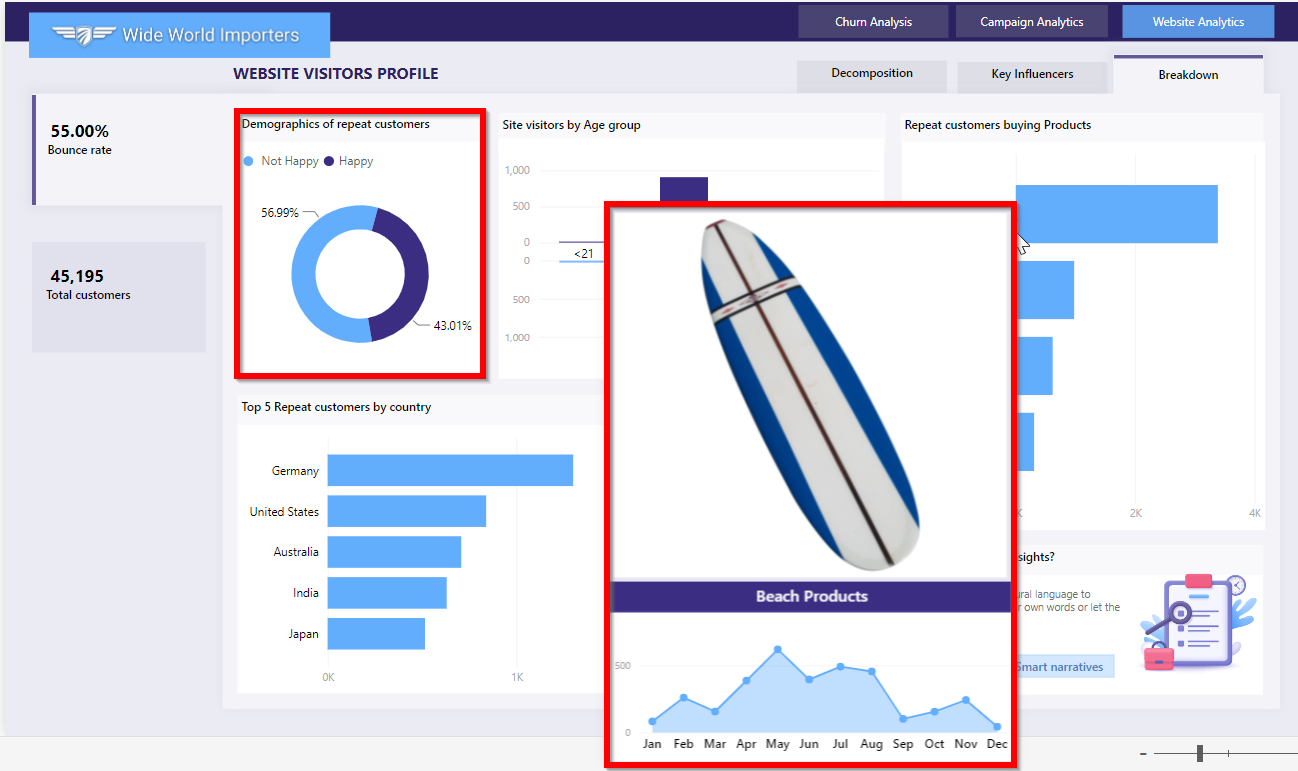 Wide World Importers
Churn Analysis
Campaign Analytics
Website Analytics
WEBSITE VISITORS PROFILE
Decomposition
Key Influencers
Breakdown
55.00%
Bounce rate
45,195
Total customers
Demographics of repeat customers
Not Happy
Happy
56.99%
43.01%
Site visitors by Age group
1,000
500
0
<21
0
500
1,000
Repeat customers buying Products
K
2K
4K
Top 5 Repeat customers by country
Germany
United States
Australia
India
Japan
0K
1K
Beach Products
500
0
Jan Feb Mar Apr May Jun Jul Aug Sep Oct Nov Dec
sights?
ural language to
r own words or let the
Smart narratives